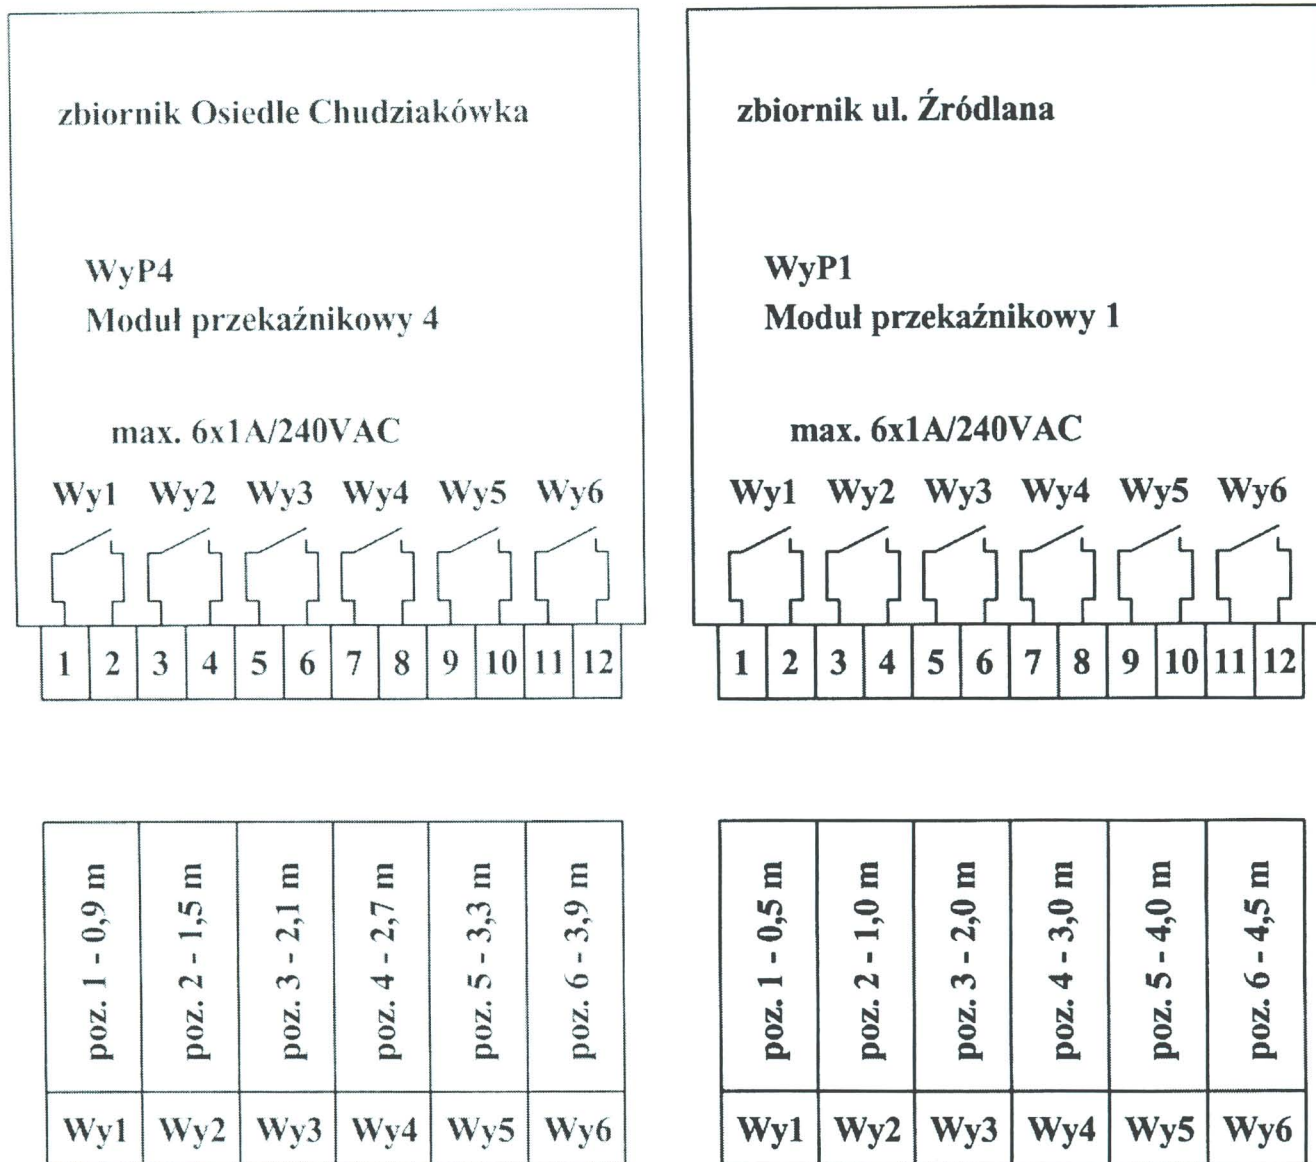 zbiornik Osiedle Chudziakówka
WyP4
Moduł przekaźnikowy 4
max. 6x1A/240VAC
Wy1 Wy2 Wy3 Wy4 Wy5 Wy6
1 2 3 4 5 6 7 8 9 10 11 12
poz. 1 - 0,9 m
poz. 2 - 1,5 m
poz. 3 - 2,1 m
poz. 4 - 2,7 m
poz. 5 - 3,3 m
poz. 6 - 3,9 m
Wy1 Wy2 Wy3 Wy4 Wy5 Wy6
zbiornik ul. Źródlana
WyP1
Moduł przekaźnikowy 1
max. 6x1A/240VAC
Wy1 Wy2 Wy3 Wy4 Wy5 Wy6
1 2 3 4 5 6 7 8 9 10 11 12
poz. 1 - 0,5 m
poz. 2 - 1,0 m
poz. 3 - 2,0 m
poz. 4 - 3,0 m
poz. 5 - 4,0 m
poz. 6 - 4,5 m
Wy1 Wy2 Wy3 Wy4 Wy5 Wy6